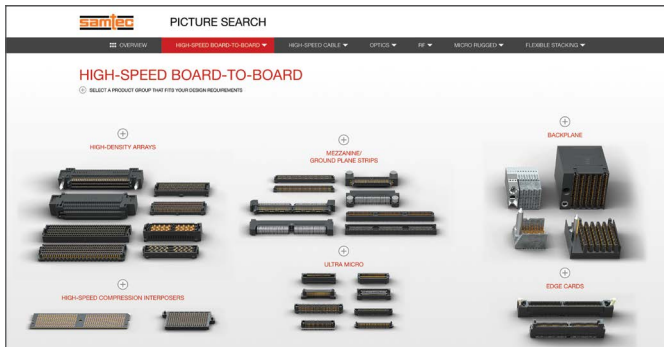 samtec
PICTURE SEARCH
OVERVIEW
HIGH-SPEED BOARD-TO-BOARD
HIGH-SPEED CABLE
OPTICS
RF
MICRO RUGGED
FLEXIBLE STACKING
HIGH-SPEED BOARD-TO-BOARD
SELECT A PRODUCT GROUP THAT FITS YOUR DESIGN REQUIREMENTS
HIGH-DENSITY ARRAYS
MEZZANINE/
GROUND PLANE STRIPS
BACKPLANE
HIGH-SPEED COMPRESSION INTERPOSERS
ULTRA MICRO
EDGE CARDS